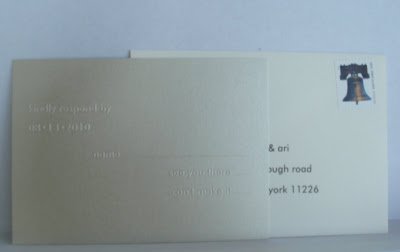 kindly respond by
name
see you there
can't make it
& ari
ough road
york 11226